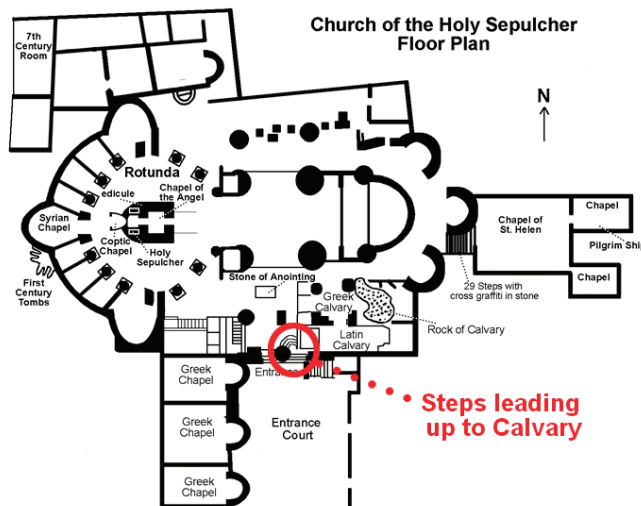 Church of the Holy Sepulcher
Floor Plan
7th
Century
Room
N
Rotunda
edicule
Chapel of
the Angel
Syrian
Chapel
Coptic
Chapel
Holy
Sepulcher
First
Century
Tombs
Stone of Anointing
Greek
Calvary
Latin
Calvary
Rock of Calvary
Chapel of
St. Helen
Chapel
Pilgrim Ship
Chapel
29 Steps with
cross graffiti in stone
Entrance
Greek
Chapel
Greek
Chapel
Greek
Chapel
Entrance
Court
Steps leading
up to Calvary